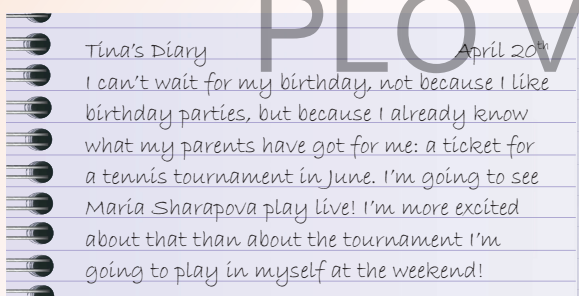 PLO V
Tina's Diary April 20th
I can't wait for my birthday, not because I like
birthday parties, but because I already know
what my parents have got for me: a ticket for
a tennis tournament in June. I'm going to see
Maria Sharapova play live! I'm more excited
about that than about the tournament I'm
going to play in myself at the weekend!